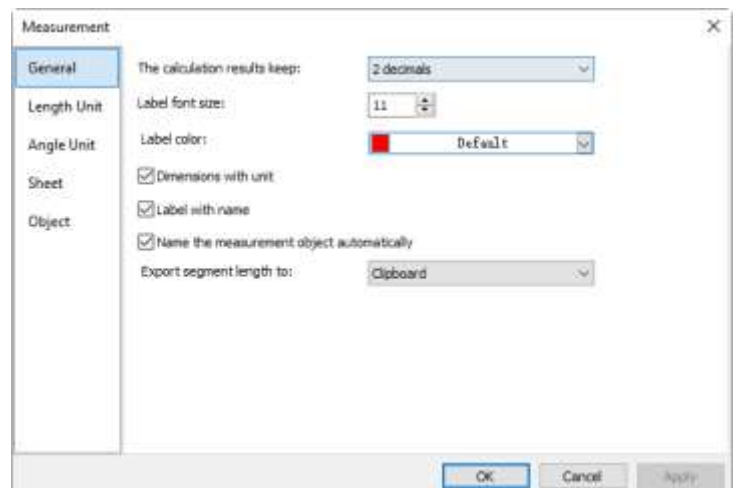 Measurement
General
Length Unit
Angle Unit
Sheet
Object
The calculation results keep: 2 decimals
Label font size: 11
Label color: Default
Dimensions with unit
Label with name
Name the measurement object automatically
Export segment length to: Clipboard
OK Cancel Apply